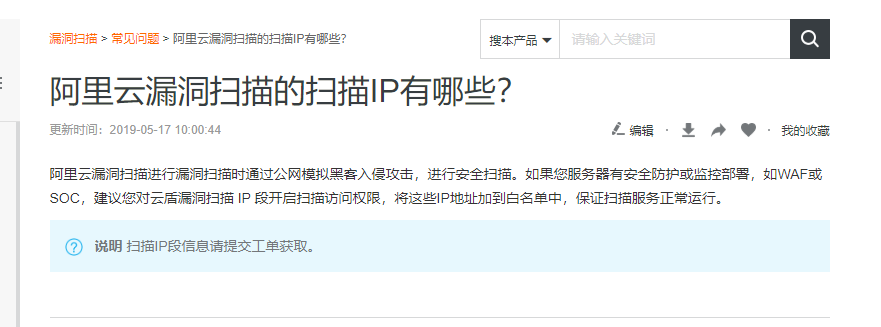 漏洞扫描 > 常见问题 > 阿里云漏洞扫描的扫描IP有哪些?
搜本产品
请输入关键词
阿里云漏洞扫描的扫描IP有哪些?
更新时间：2019-05-17 10:00:44
编辑 · · 我的收藏
阿里云漏洞扫描进行漏洞扫描时通过公网模拟黑客入侵攻击，进行安全扫描。如果您服务器有安全防护或监控部署，如WAF或
SOC，建议您对云盾漏洞扫描 IP 段开启扫描访问权限，将这些IP地址加到白名单中，保证扫描服务正常运行。
说明 扫描IP段信息请提交工单获取。